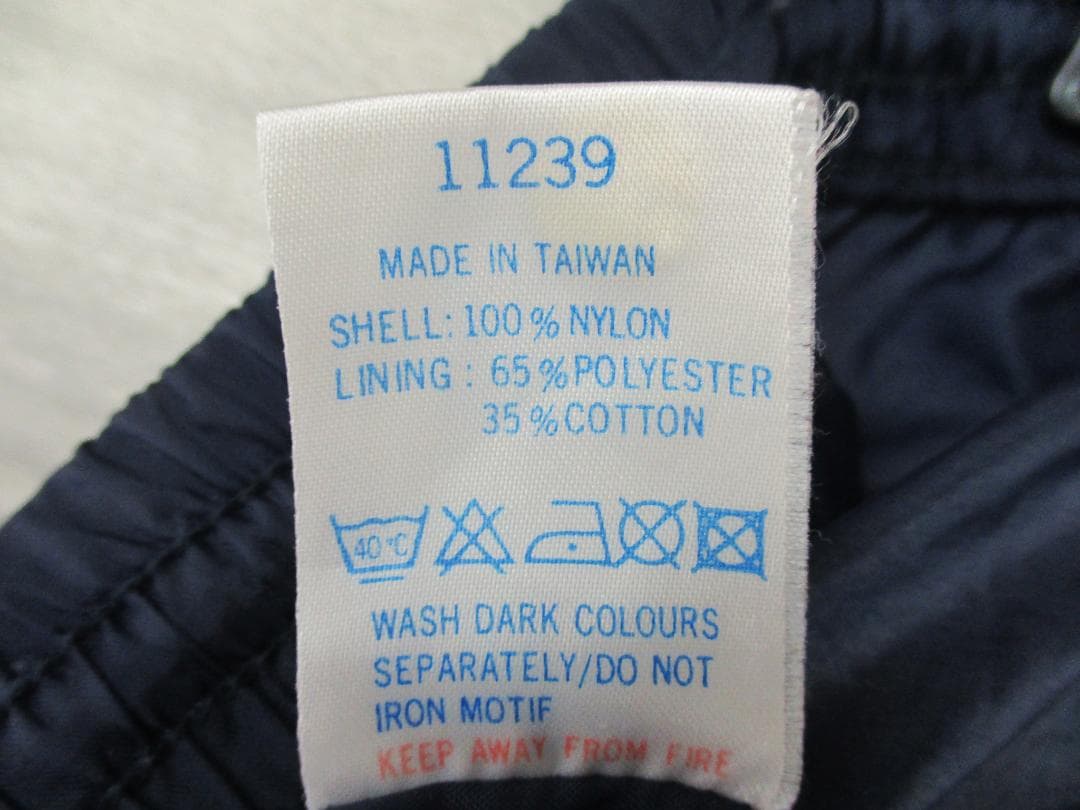 11239
MADE IN TAIWAN
SHELL: 100% NYLON
LINING: 65% POLYESTER
35% COTTON
40°C
WASH DARK COLOURS
SEPARATELY/DO NOT
IRON MOTIF
KEEP AWAY FROM FIRE